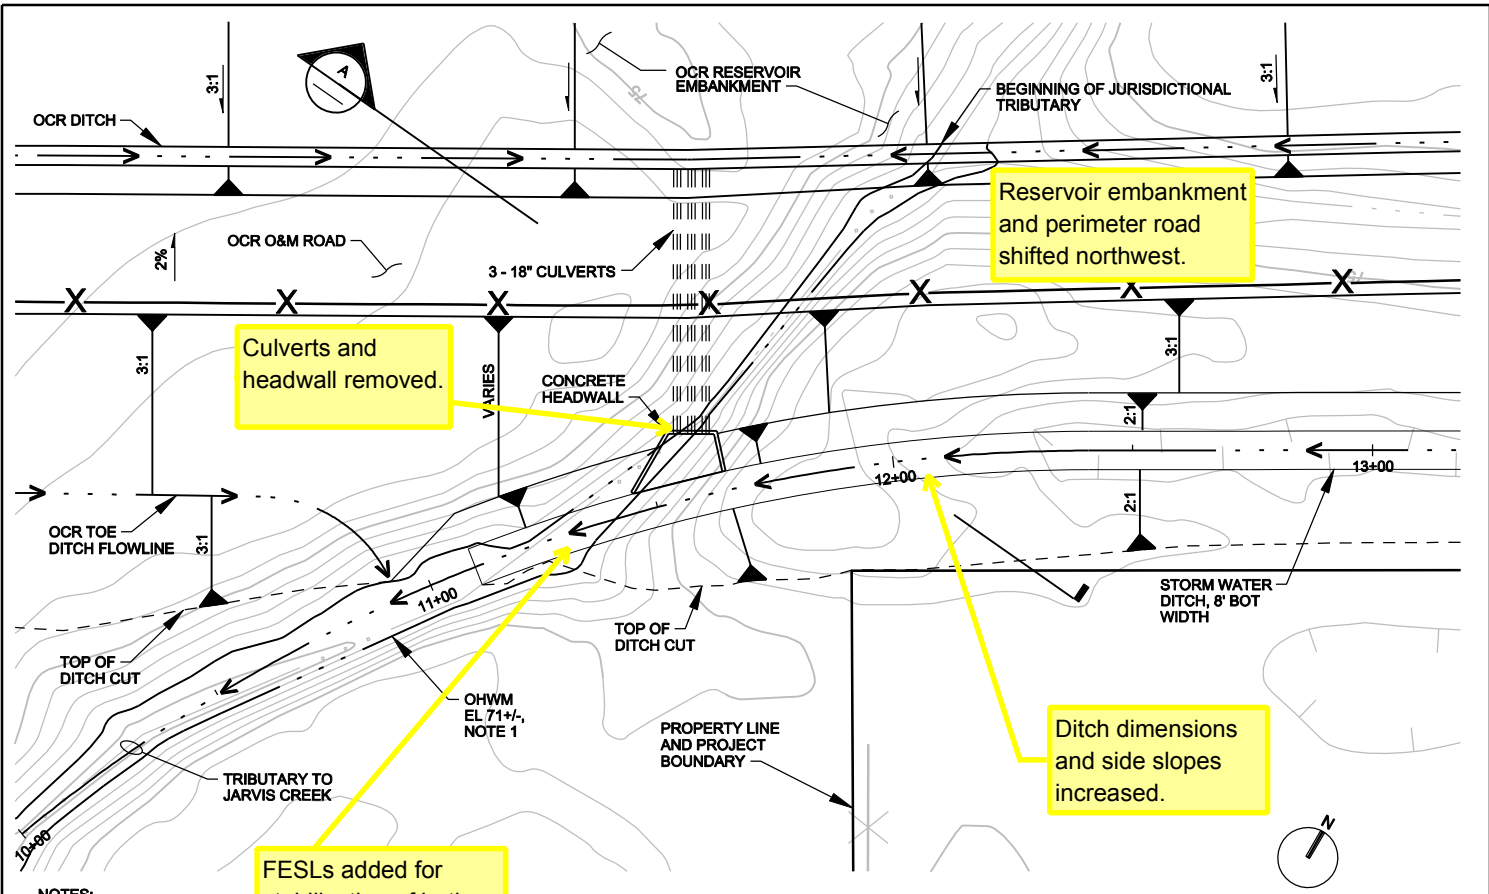 3:1
A
75
OCR RESERVOIR
EMBANKMENT
BEGINNING OF JURISDICTIONAL
TRIBUTARY
3:1
OCR DITCH
Reservoir embankment
and perimeter road
shifted northwest.
OCR O&M ROAD
2%
3 - 18" CULVERTS
75
X X X X X X X
Culverts and
headwall removed.
3:1
VARIES
CONCRETE
HEADWALL
3:1
2:1
12+00
13+00
OCR TOE
DITCH FLOWLINE
3:1
2:1
11+00
STORM WATER
DITCH, 8' BOT
WIDTH
TOP OF
DITCH CUT
TOP OF
DITCH CUT
OHWM
EL 71+/-,
NOTE 1
PROPERTY LINE
AND PROJECT
BOUNDARY
Ditch dimensions
and side slopes
increased.
TRIBUTARY TO
JARVIS CREEK
10+00
N
FESLs added for
NOTES: